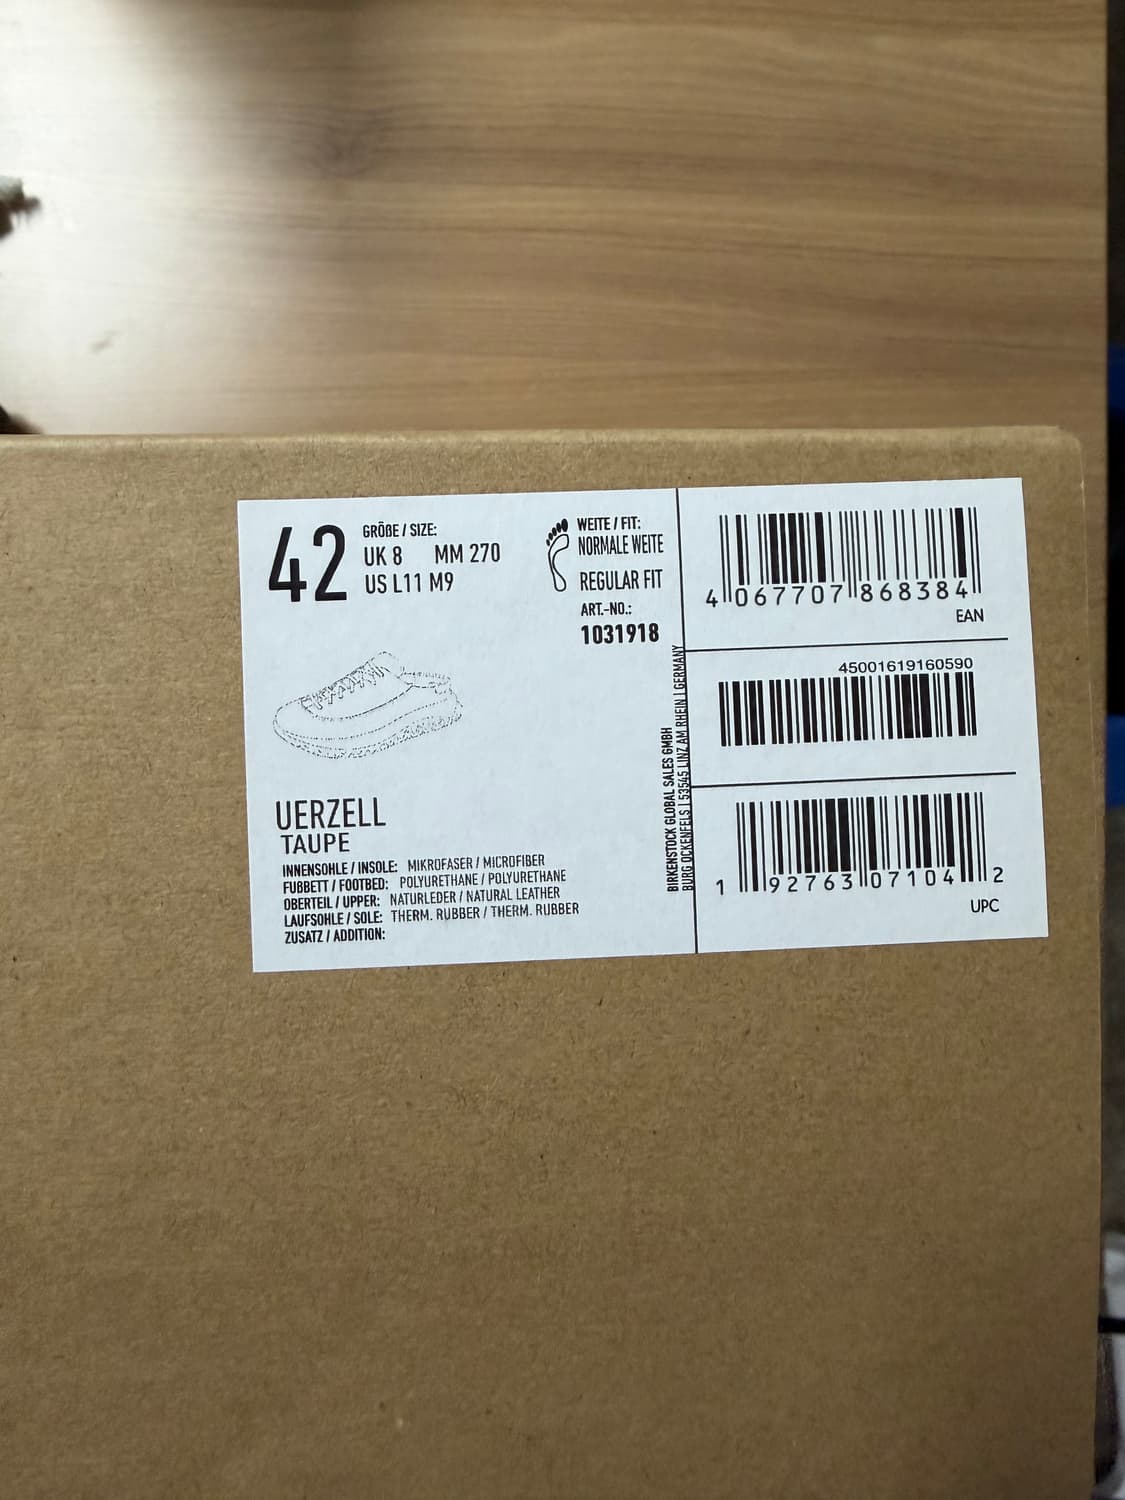 42
GRÖßE / SIZE:
UK 8 MM 270
US L11 M9
WEITE / FIT:
NORMALE WEITE
REGULAR FIT
ART.-NO.:
1031918
UERZELL
TAUPE
INNENSOHLE / INSOLE: MIKROFASER / MICROFIBER
FUBBETT / FOOTBED: POLYURETHANE / POLYURETHANE
OBERTEIL / UPPER: NATURLEDER / NATURAL LEATHER
LAUFSOHLE / SOLE: THERM. RUBBER / THERM. RUBBER
ZUSATZ / ADDITION:
BIRKENSTOCK GLOBAL SALES GMBH
BURG OCKENFELS | 53545 LINZ AM RHEIN | GERMANY
4 067707 868384
EAN
45001619160590
1 92763 07104 2
UPC